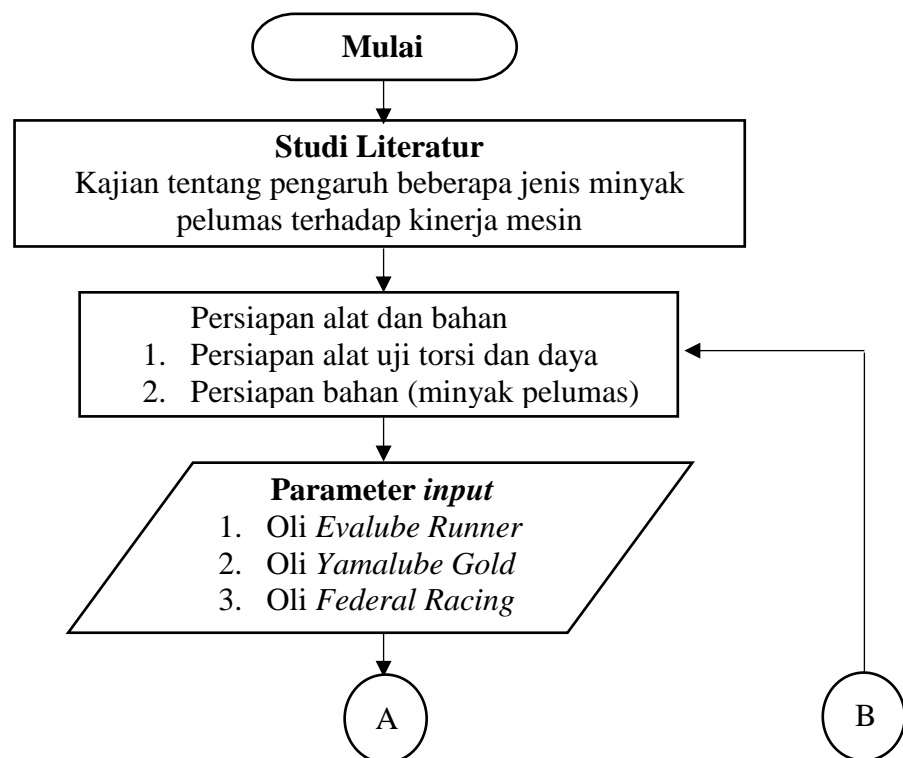 Mulai
Studi Literatur
Kajian tentang pengaruh beberapa jenis minyak
pelumas terhadap kinerja mesin
Persiapan alat dan bahan
1. Persiapan alat uji torsi dan daya
2. Persiapan bahan (minyak pelumas)
Parameter input
1. Oli Evalube Runner
2. Oli Yamalube Gold
3. Oli Federal Racing
A
B